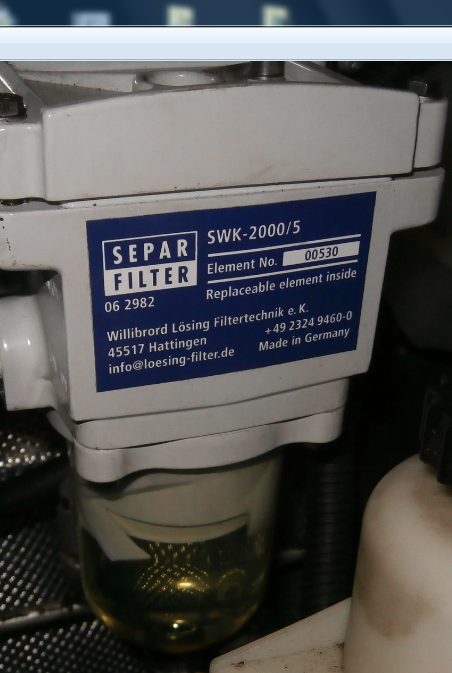 SEPAR
FILTER
06 2982
SWK-2000/5
Element No. 00530
Replaceable element inside
Willibrord Lösing Filtertechnik e. K.
45517 Hattingen +49 2324 9460-0
info@loesing-filter.de Made in Germany